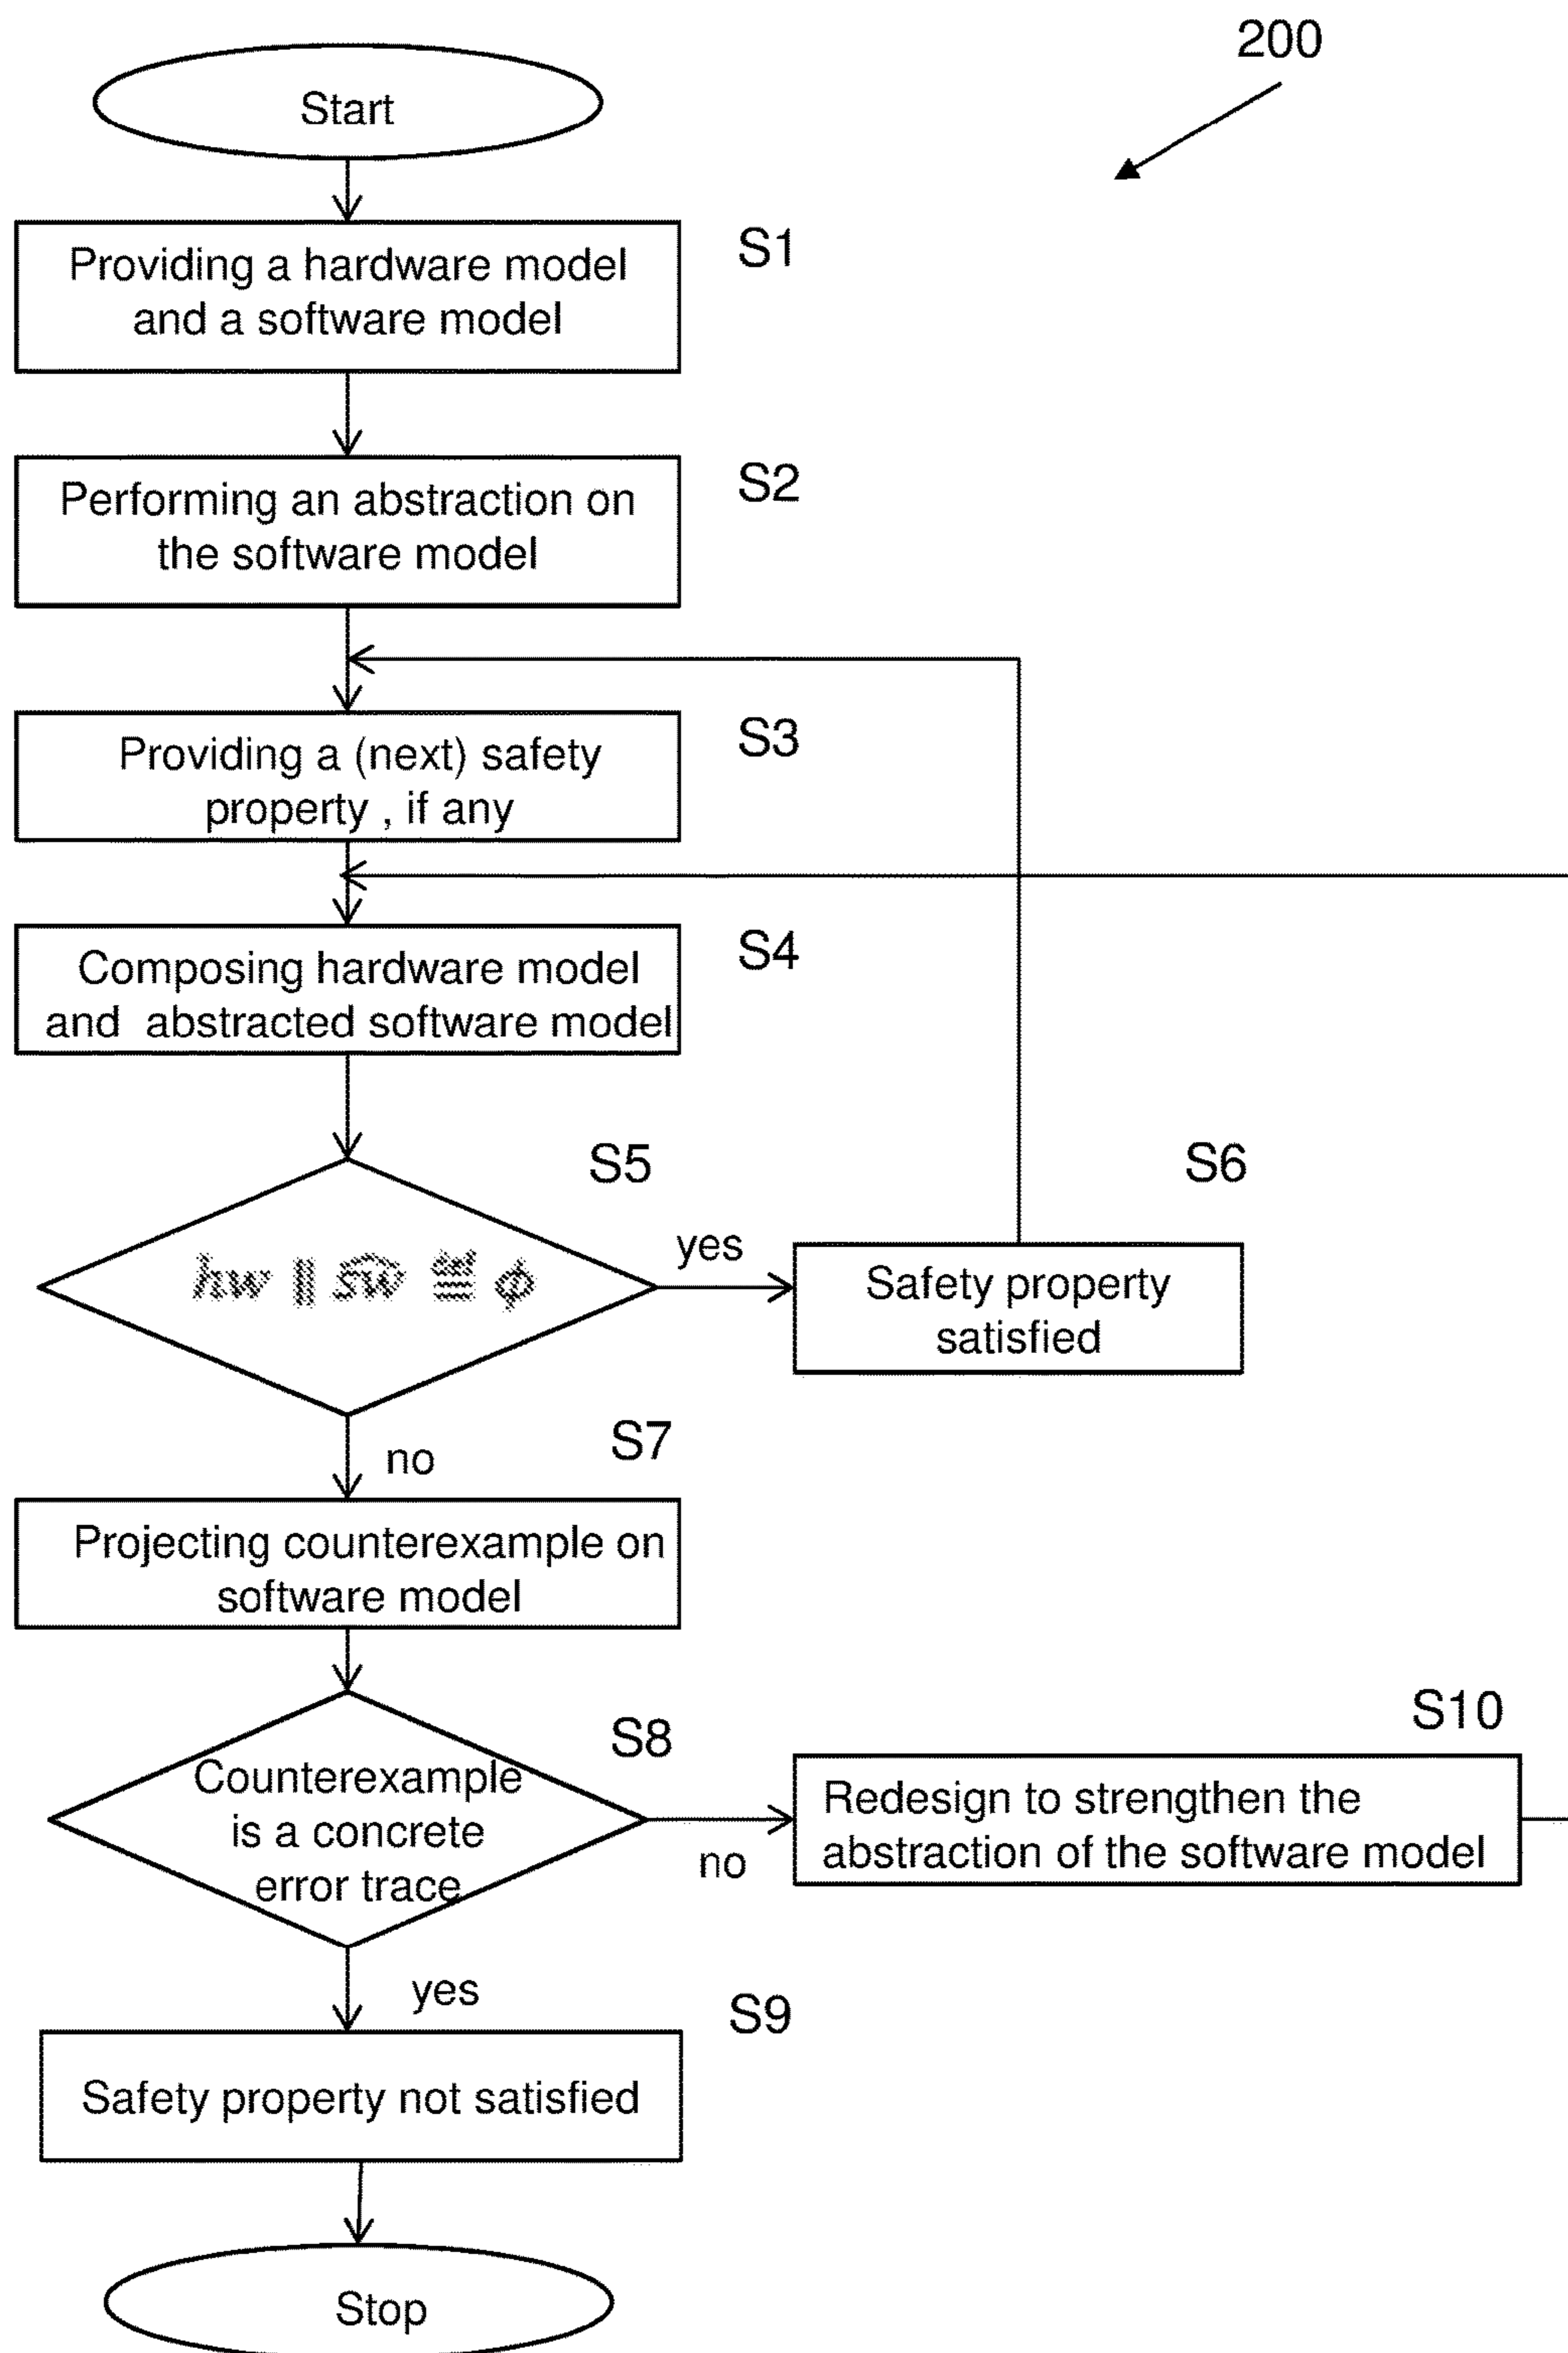 200
Start
Providing a hardware model
and a software model
S1
Performing an abstraction on
the software model
S2
Providing a (next) safety
property , if any
S3
Composing hardware model
and abstracted software model
S4
S5
hw ∥ ŝw
ϕ
yes
S6
Safety property
satisfied
no
S7
Projecting counterexample on
software model
S8
Counterexample
is a concrete
error trace
no
S10
Redesign to strengthen the
abstraction of the software model
yes
S9
Safety property not satisfied
Stop